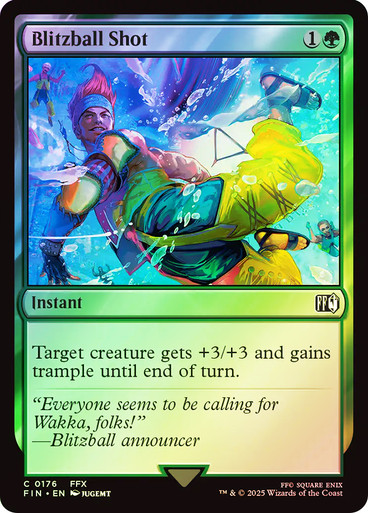 Blitzball Shot 1
Instant
FFC
Target creature gets +3/+3 and gains
trample until end of turn.
“Everyone seems to be calling for
Wakka, folks!”
—Blitzball announcer
C 0176 FFX
FIN • EN JUGEMT
FF© SQUARE ENIX
™ & © 2025 Wizards of the Coast